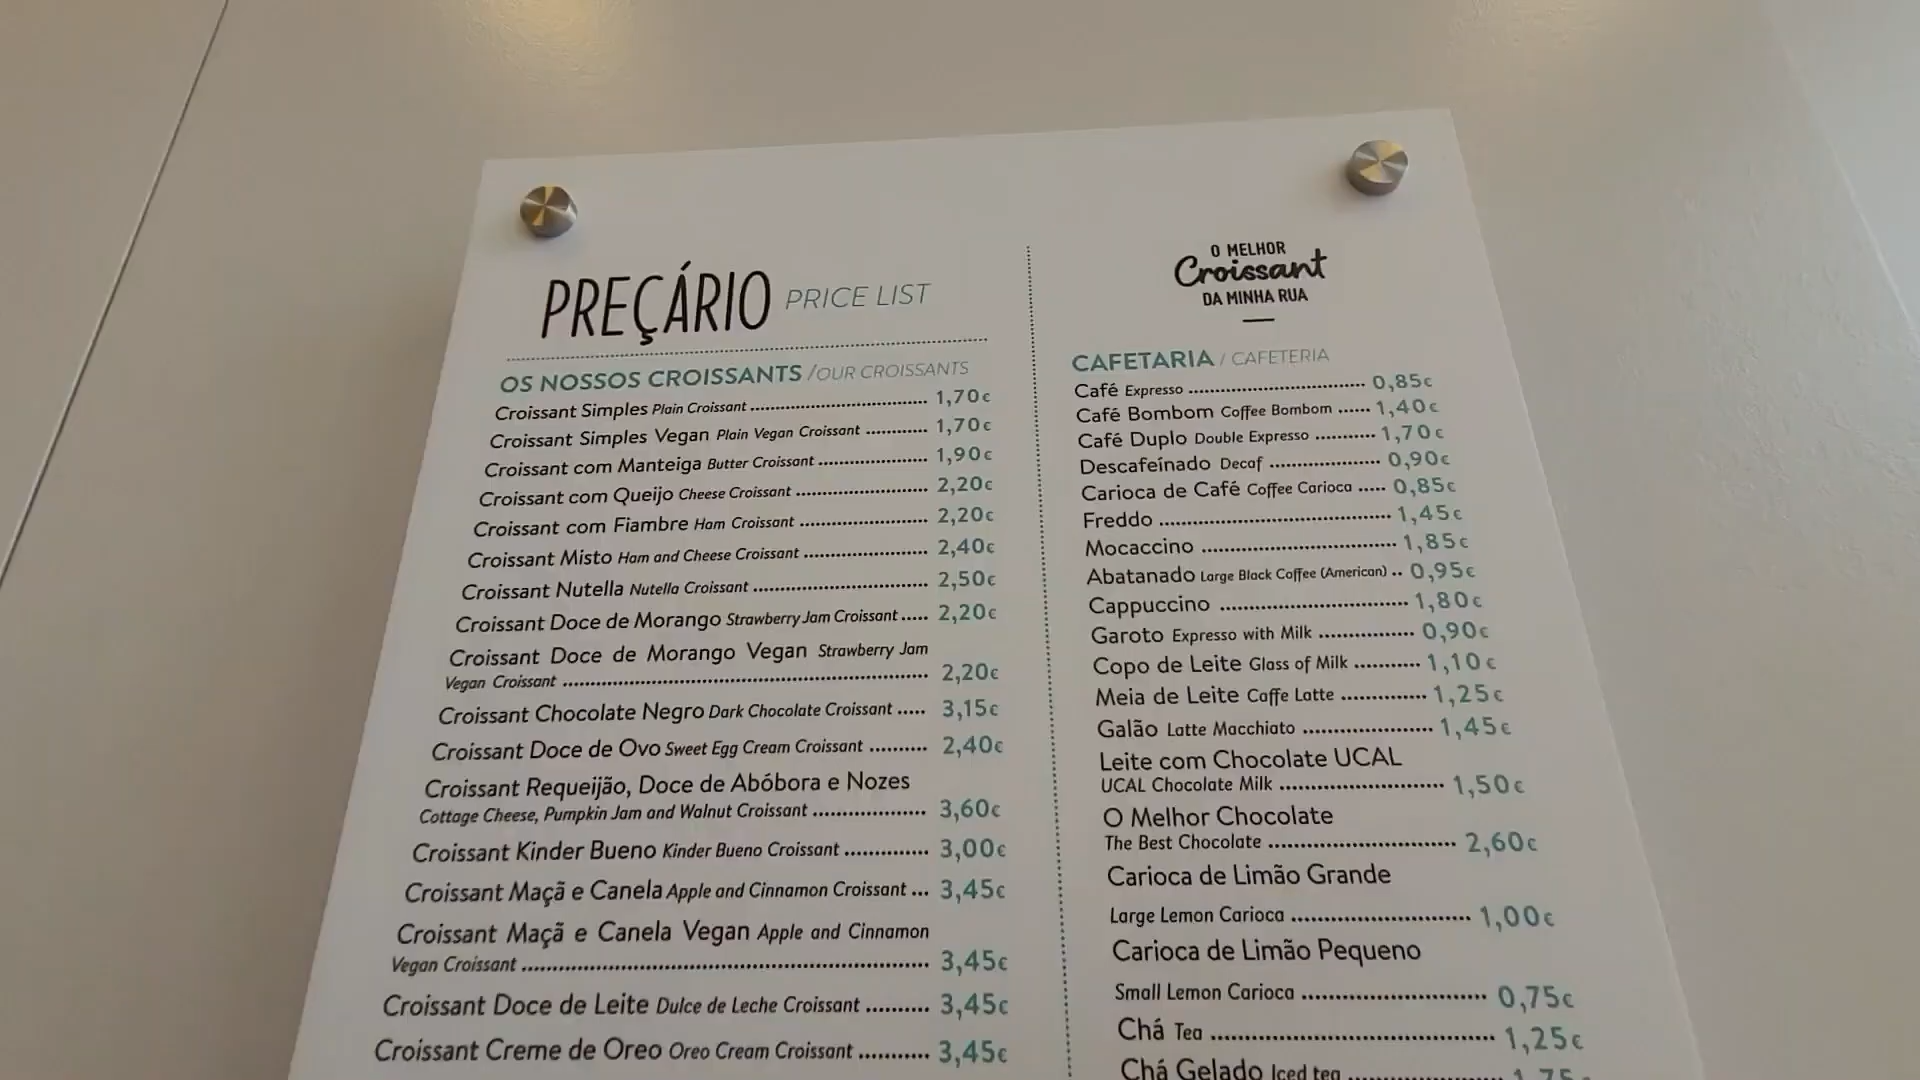 PREÇÁRIO PRICE LIST
OS NOSSOS CROISSANTS / OUR CROISSANTS
Croissant Simples Plain Croissant ........ 1,70€
Croissant Simples Vegan Plain Vegan Croissant ........ 1,70€
Croissant com Manteiga Butter Croissant ........ 1,90€
Croissant com Queijo Cheese Croissant ........ 2,20€
Croissant com Fiambre Ham Croissant ........ 2,20€
Croissant Misto Ham and Cheese Croissant ........ 2,40€
Croissant Nutella Nutella Croissant ........ 2,50€
Croissant Doce de Morango Strawberry Jam Croissant ..... 2,20€
Croissant Doce de Morango Vegan Strawberry Jam
Vegan Croissant ........ 2,20€
Croissant Chocolate Negro Dark Chocolate Croissant ..... 3,15€
Croissant Doce de Ovo Sweet Egg Cream Croissant ........ 2,40€
Croissant Requeijão, Doce de Abóbora e Nozes
Cottage Cheese, Pumpkin Jam and Walnut Croissant ........ 3,60€
Croissant Kinder Bueno Kinder Bueno Croissant ........ 3,00€
Croissant Maçã e Canela Apple and Cinnamon Croissant ... 3,45€
Croissant Maçã e Canela Vegan Apple and Cinnamon
Vegan Croissant ........ 3,45€
Croissant Doce de Leite Dulce de Leche Croissant ........ 3,45€
Croissant Creme de Oreo Oreo Cream Croissant ........ 3,45€
O MELHOR
Croissant
DA MINHA RUA
CAFETARIA / CAFETERIA
Café Expresso ........ 0,85€
Café Bombom Coffee Bombom ...... 1,40€
Café Duplo Double Expresso ........ 1,70€
Descafeínado Decaf ........ 0,90€
Carioca de Café Coffee Carioca ..... 0,85€
Freddo ........ 1,45€
Mocaccino ........ 1,85€
Abatanado Large Black Coffee (American) .. 0,95€
Cappuccino ........ 1,80€
Garoto Expresso with Milk ........ 0,90€
Copo de Leite Glass of Milk ........ 1,10€
Meia de Leite Caffe Latte ........ 1,25€
Galão Latte Macchiato ........ 1,45€
Leite com Chocolate UCAL
UCAL Chocolate Milk ........ 1,50€
O Melhor Chocolate
The Best Chocolate ........ 2,60€
Carioca de Limão Grande
Large Lemon Carioca ........ 1,00€
Carioca de Limão Pequeno
Small Lemon Carioca ........ 0,75€
Chá Tea ........ 1,25€
Chá Gelado Iced tea ........ 1,75€